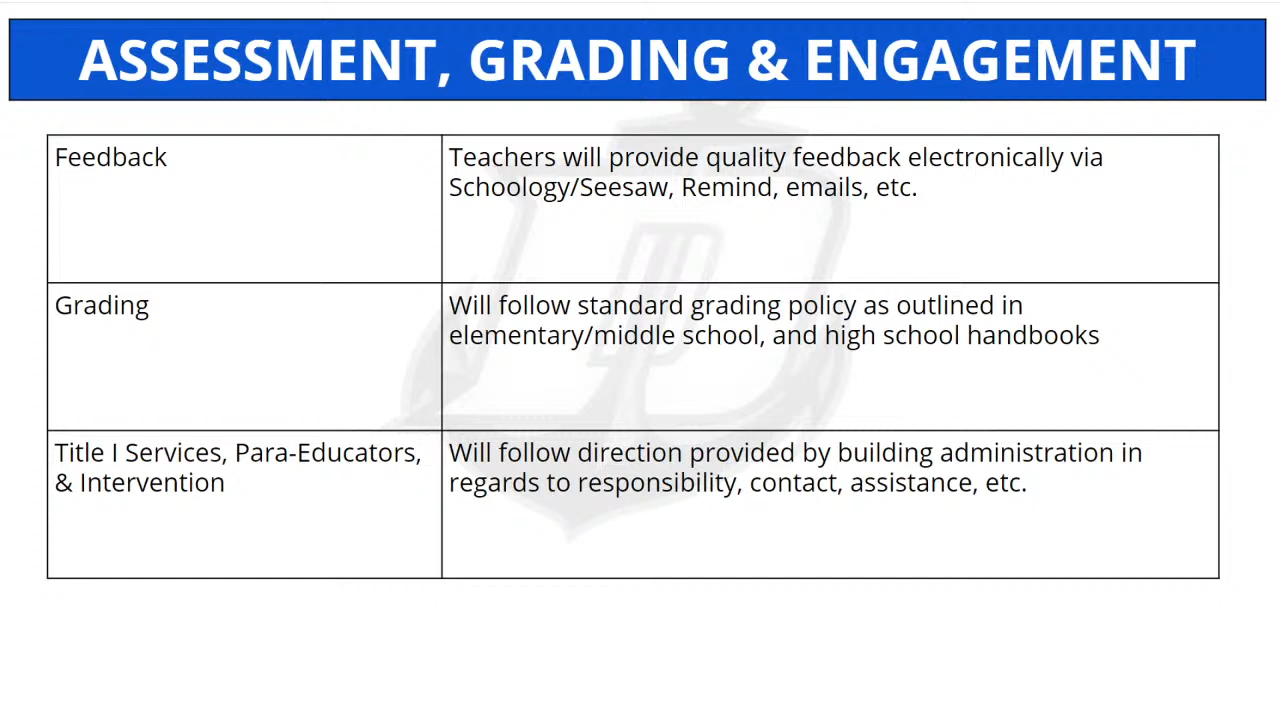 ASSESSMENT, GRADING & ENGAGEMENT
Feedback
Teachers will provide quality feedback electronically via
Schoology/Seesaw, Remind, emails, etc.
Grading
Will follow standard grading policy as outlined in
elementary/middle school, and high school handbooks
Title I Services, Para-Educators,
& Intervention
Will follow direction provided by building administration in
regards to responsibility, contact, assistance, etc.